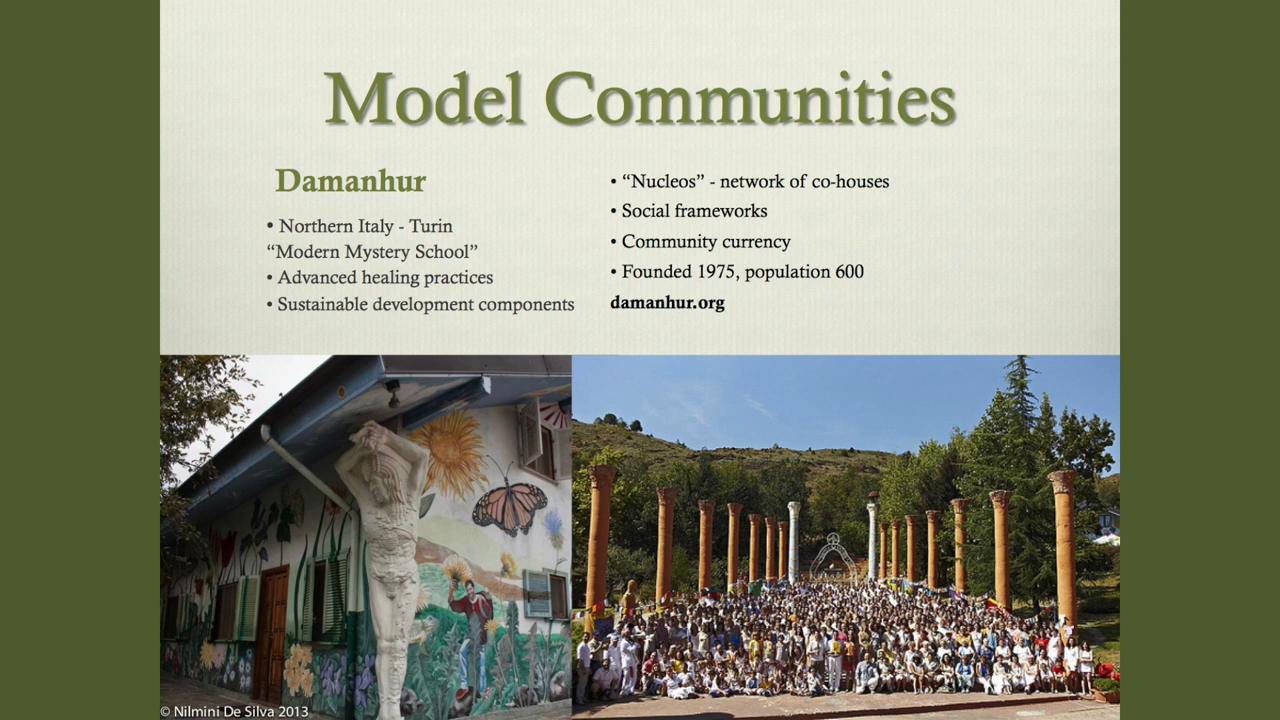 Model Communities
Damanhur
• Northern Italy - Turin
“Modern Mystery School”
• Advanced healing practices
• Sustainable development components
• “Nucleos” - network of co-houses
• Social frameworks
• Community currency
• Founded 1975, population 600
damanhur.org
© Nilmini De Silva 2013